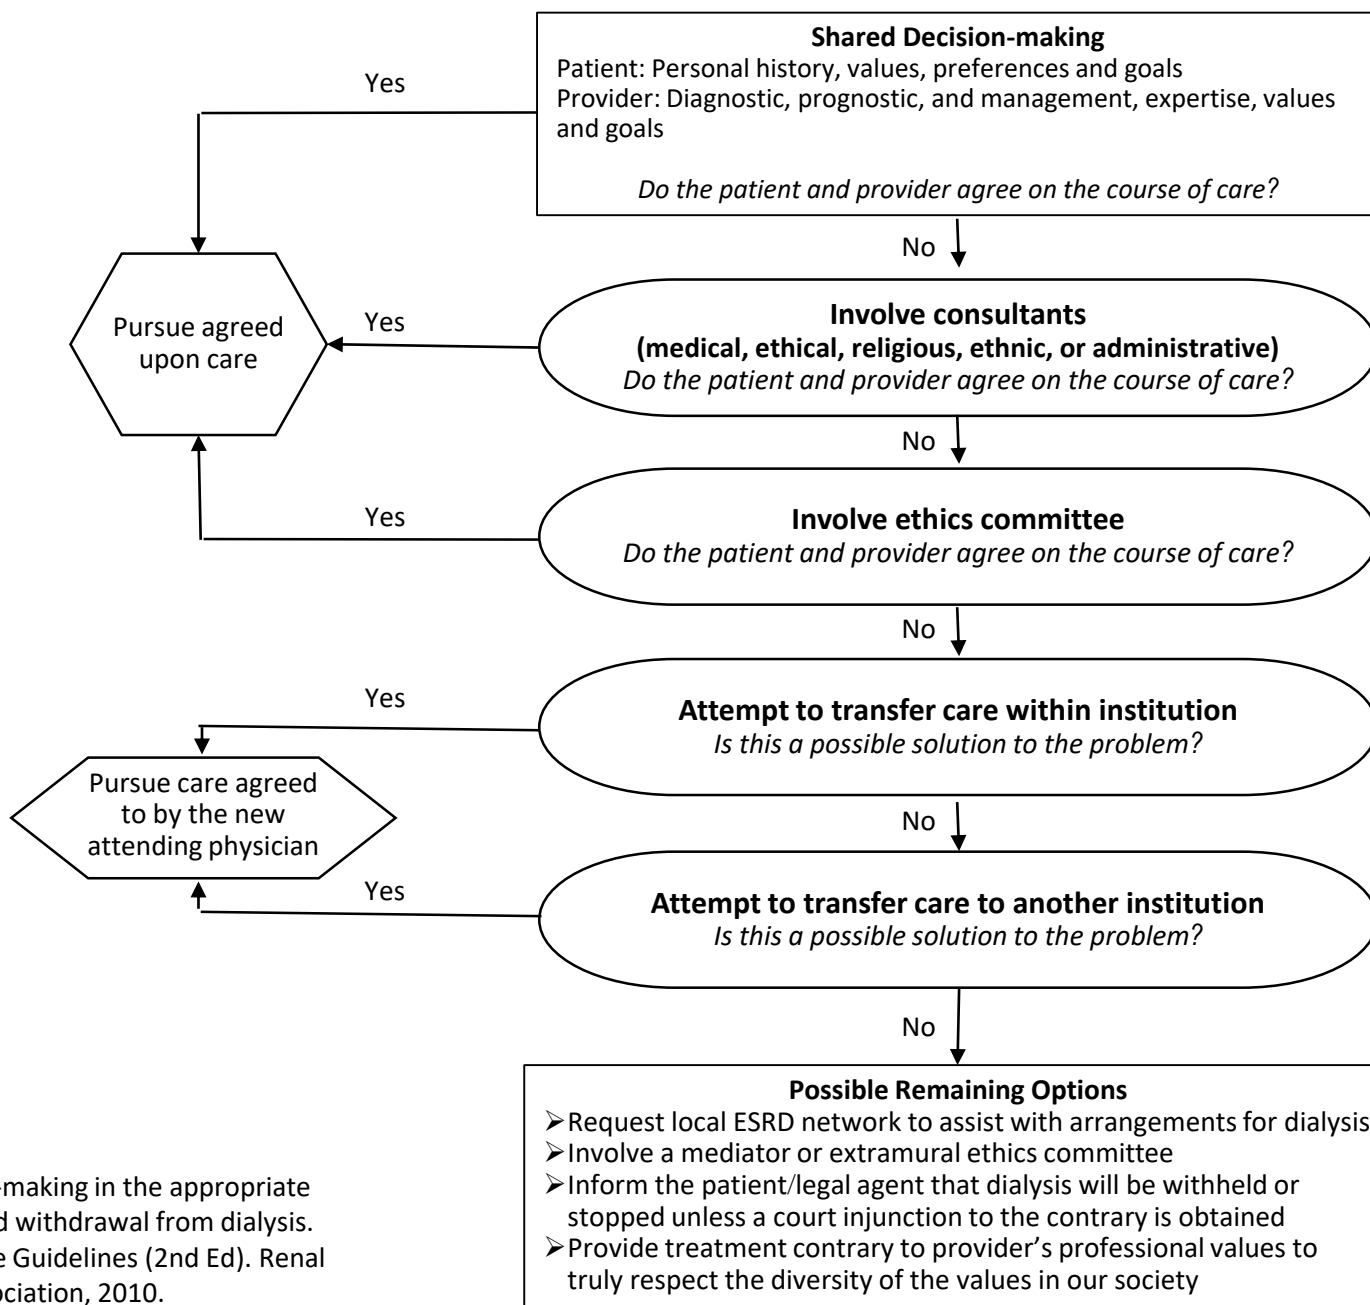 Shared Decision-making
Patient: Personal history, values, preferences and goals
Provider: Diagnostic, prognostic, and management, expertise, values
and goals
Do the patient and provider agree on the course of care?
Yes
No
Pursue agreed
upon care
Yes
Involve consultants
(medical, ethical, religious, ethnic, or administrative)
Do the patient and provider agree on the course of care?
No
Yes
Involve ethics committee
Do the patient and provider agree on the course of care?
No
Yes
Attempt to transfer care within institution
Is this a possible solution to the problem?
Pursue care agreed
to by the new
attending physician
No
Yes
Attempt to transfer care to another institution
Is this a possible solution to the problem?
No
Possible Remaining Options
➢Request local ESRD network to assist with arrangements for dialysis
➢Involve a mediator or extramural ethics committee
➢Inform the patient/legal agent that dialysis will be withheld or
stopped unless a court injunction to the contrary is obtained
➢Provide treatment contrary to provider’s professional values to
truly respect the diversity of the values in our society
-making in the appropriate
d withdrawal from dialysis.
e Guidelines (2nd Ed). Renal
ociation, 2010.